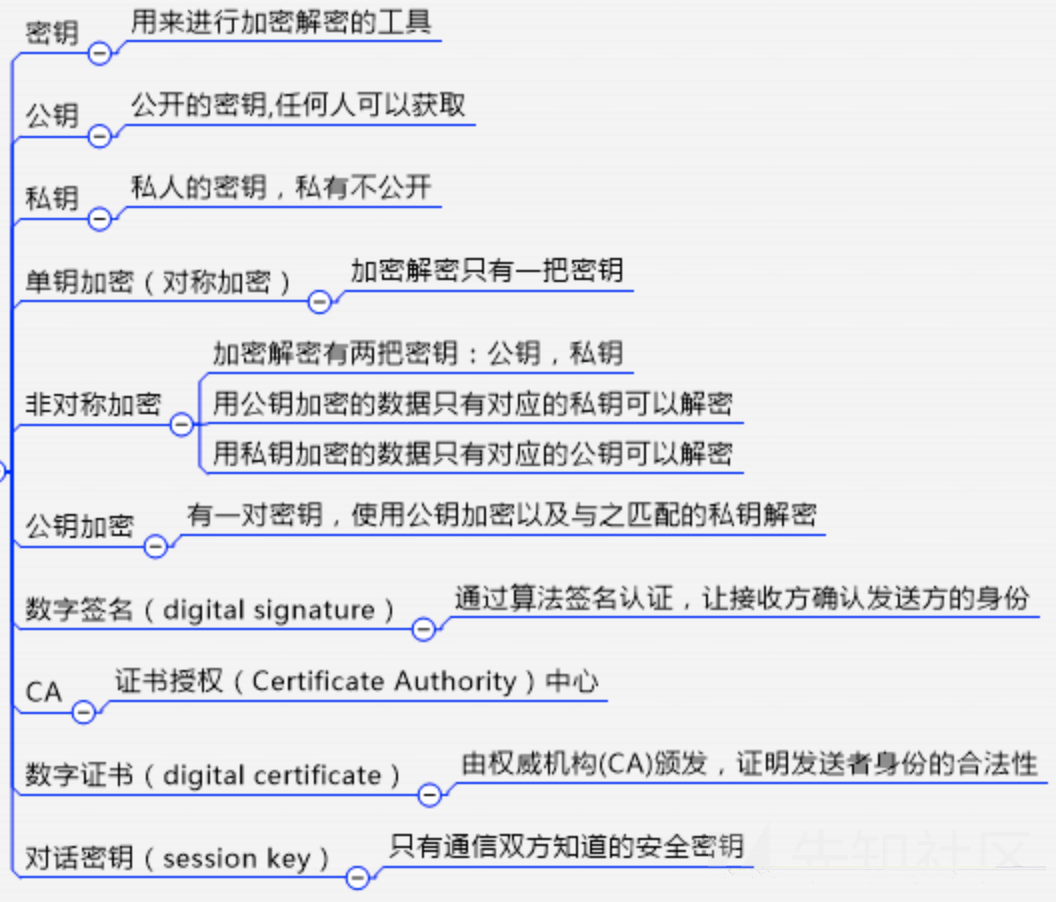 密钥
用来进行加密解密的工具
公钥
公开的密钥,任何人可以获取
私钥
私人的密钥，私有不公开
单钥加密（对称加密）
加密解密只有一把密钥
非对称加密
加密解密有两把密钥：公钥，私钥
用公钥加密的数据只有对应的私钥可以解密
用私钥加密的数据只有对应的公钥可以解密
公钥加密
有一对密钥，使用公钥加密以及与之匹配的私钥解密
数字签名（digital signature）
通过算法签名认证，让接收方确认发送方的身份
CA
证书授权（Certificate Authority）中心
数字证书（digital certificate）
由权威机构(CA)颁发，证明发送者身份的合法性
对话密钥（session key）
只有通信双方知道的安全密钥
先知社区